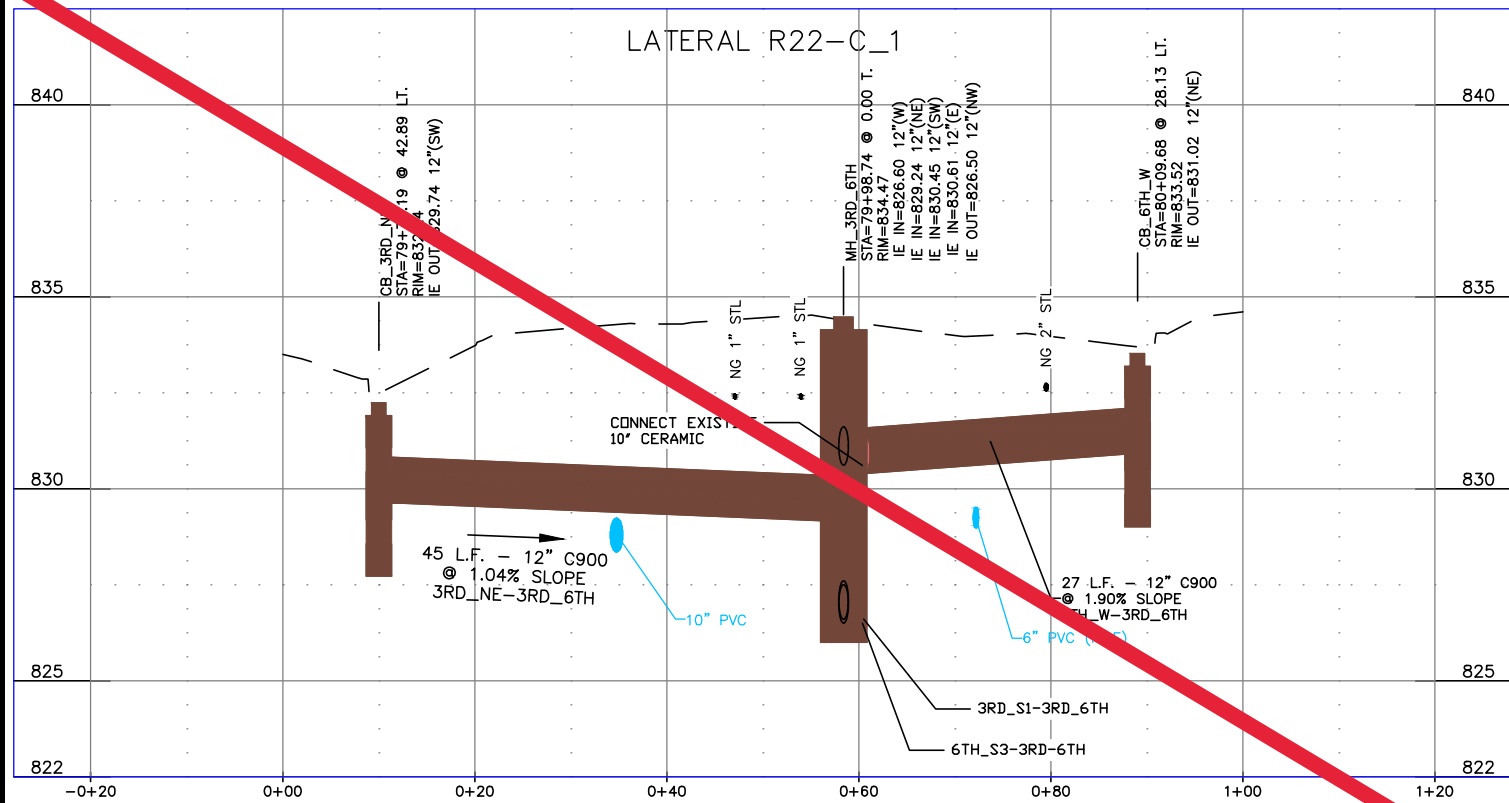 LATERAL R22-C_1
840
835
830
825
822
CB_3RD_N
STA=79+ .19 @ 42.89 LT.
RIM=832. 4
IE OUT= 29.74 12"(SW)
MH_3RD_6TH
STA=79+98.74 @ 0.00 T.
RIM=834.47
IE IN=826.60 12"(W)
IE IN=829.24 12"(NE)
IE IN=830.45 12"(SW)
IE IN=830.61 12"(E)
IE OUT=826.50 12"(NW)
CB_6TH_W
STA=80+09.68 @ 28.13 LT.
RIM=833.52
IE OUT=831.02 12"(NE)
840
835
830
825
822
NG 1" STL
NG 1" STL
NG 2" STL
CONNECT
10" CERAMIC
45 L.F. - 12" C900
@ 1.04% SLOPE
3RD_NE-3RD_6TH
10" PVC
27 L.F. - 12" C900
@ 1.90% SLOPE
TH_W-3RD_6TH
6" PVC
3RD_S1-3RD_6TH
6TH_S3-3RD-6TH
-0+20
0+00
0+20
0+40
0+60
0+80
1+00
1+20